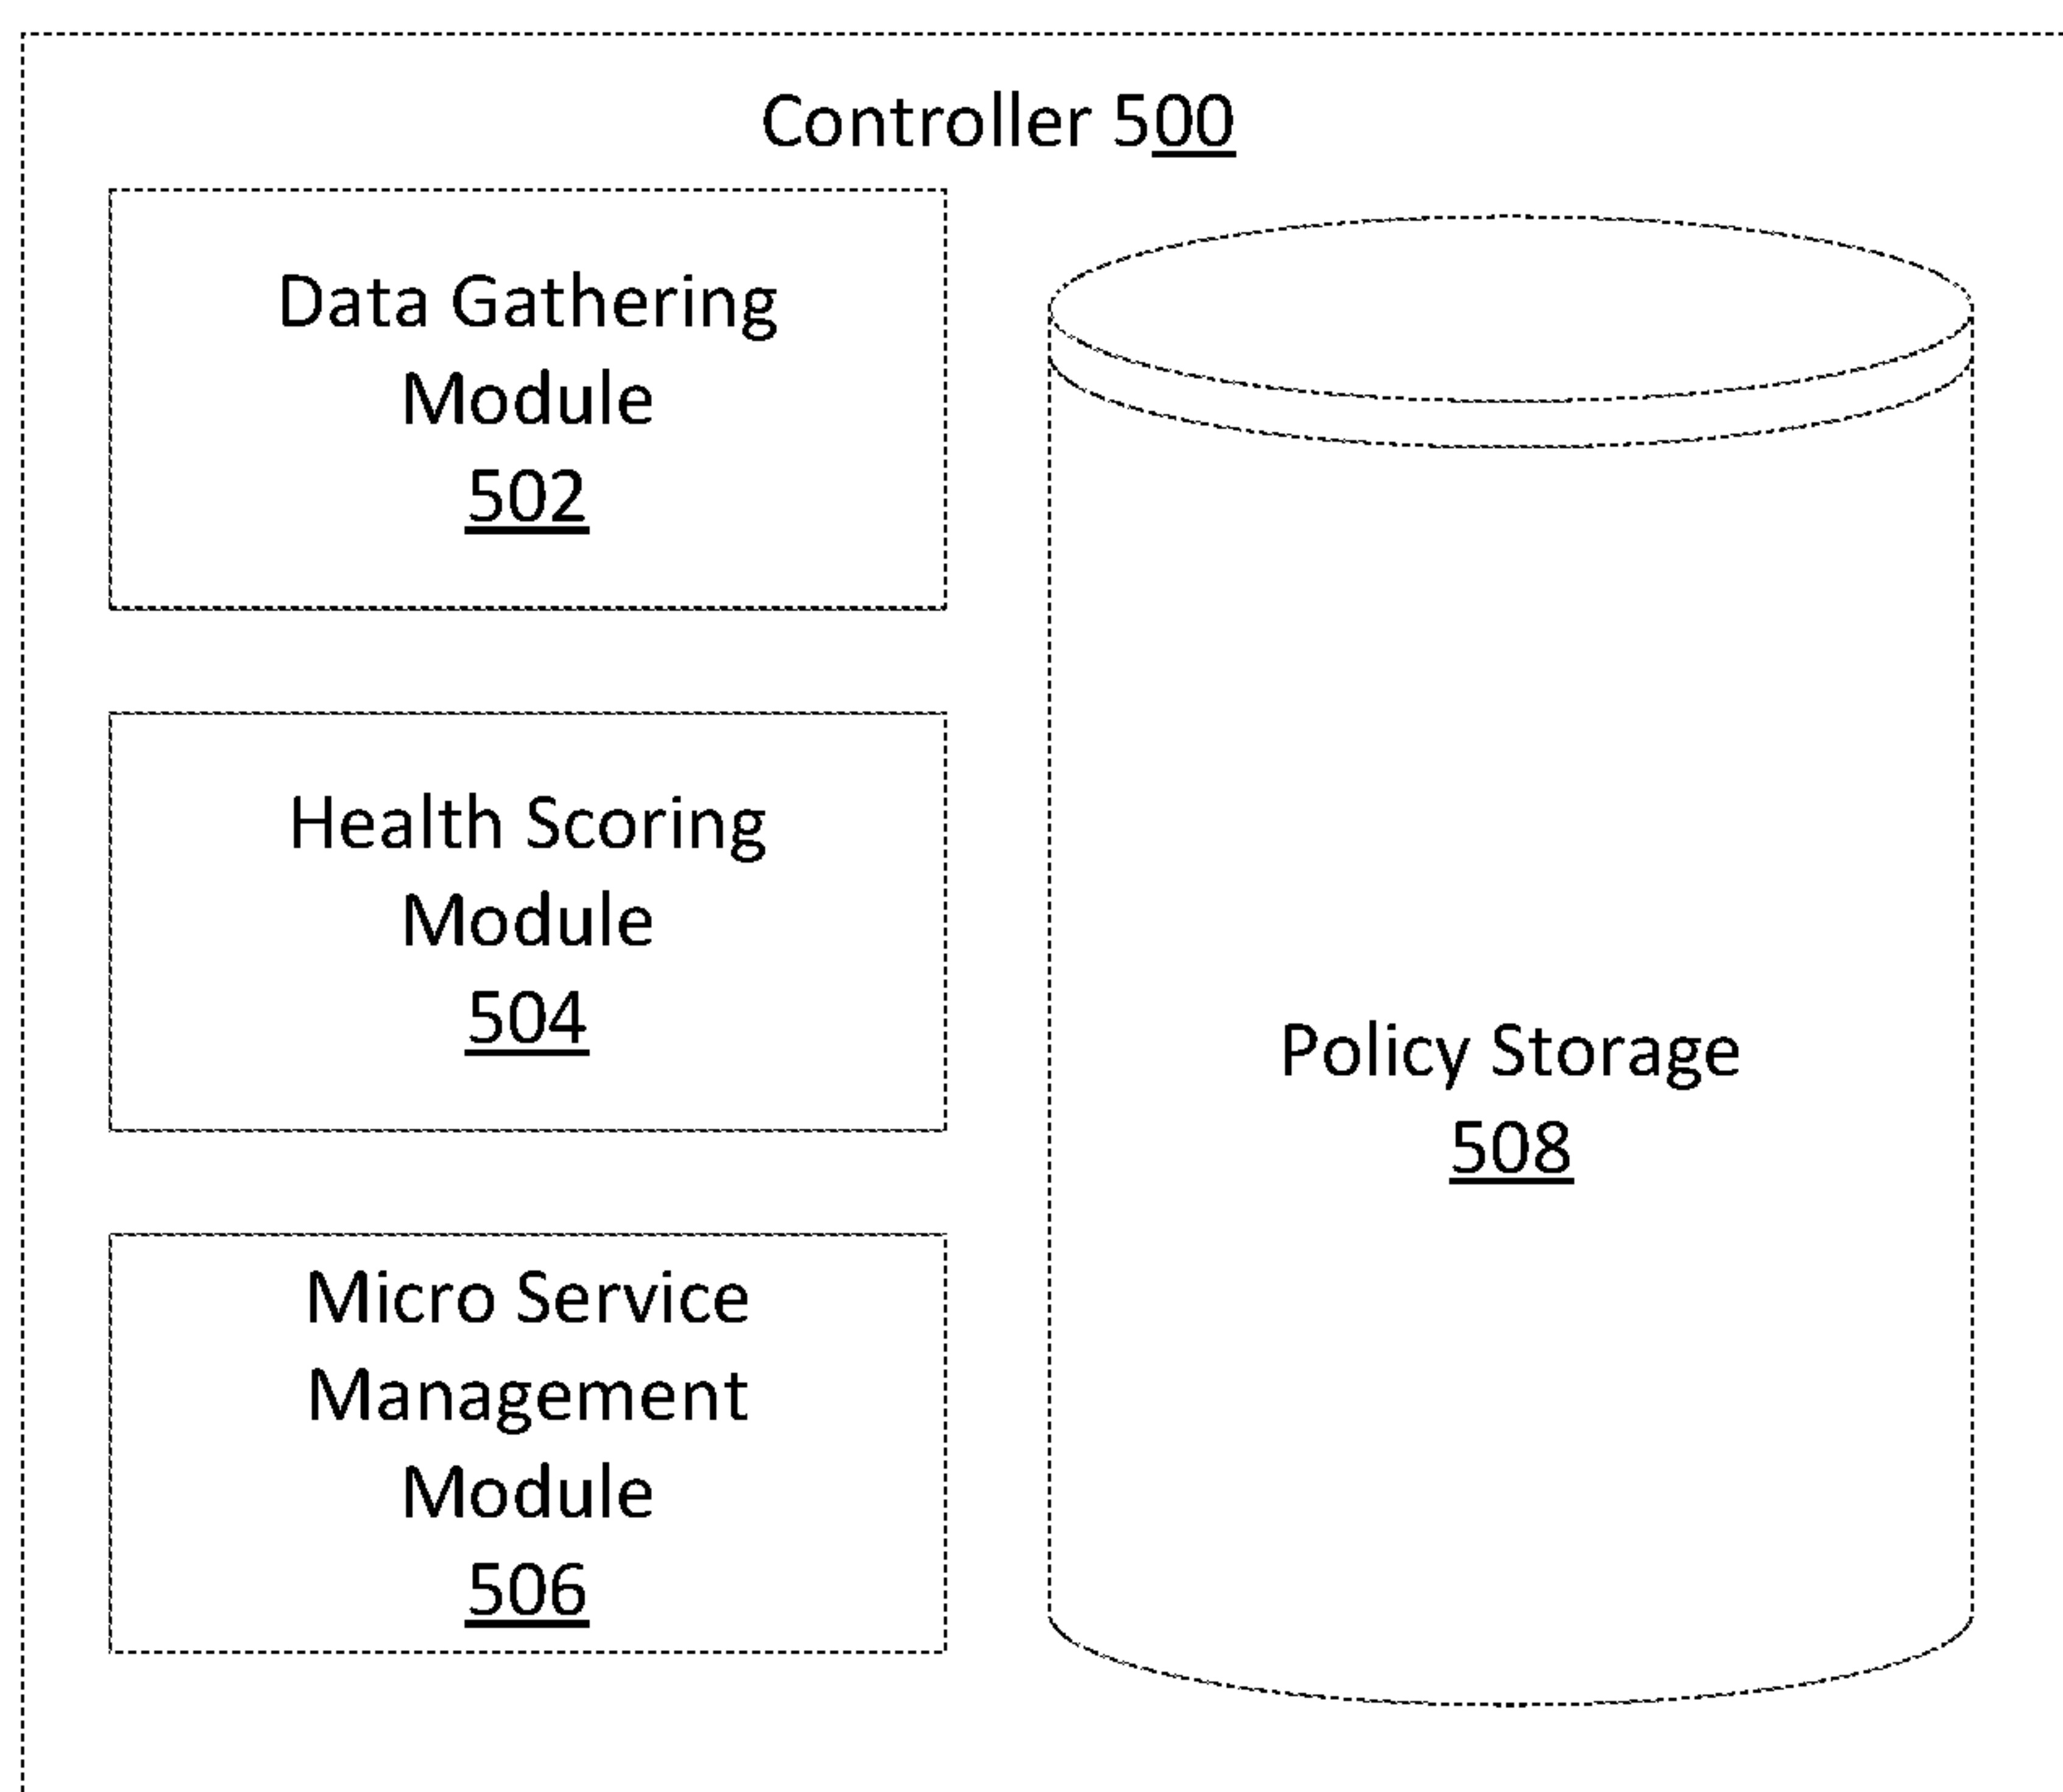 Controller 500
Data Gathering
Module
502
Health Scoring
Module
504
Micro Service
Management
Module
506
Policy Storage
508